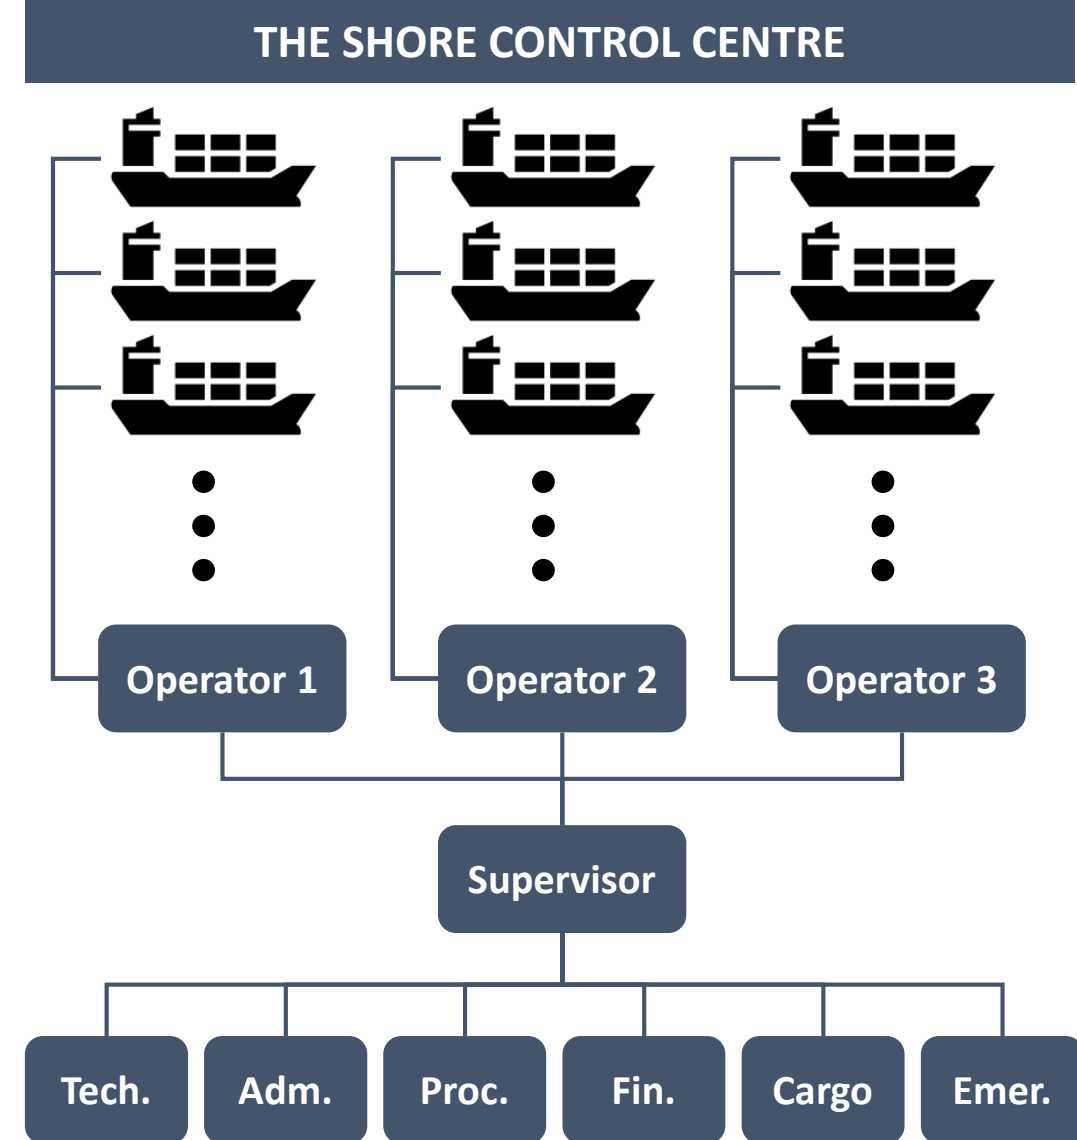 THE SHORE CONTROL CENTRE
Operator 1
Operator 2
Operator 3
Supervisor
Tech.
Adm.
Proc.
Fin.
Cargo
Emer.